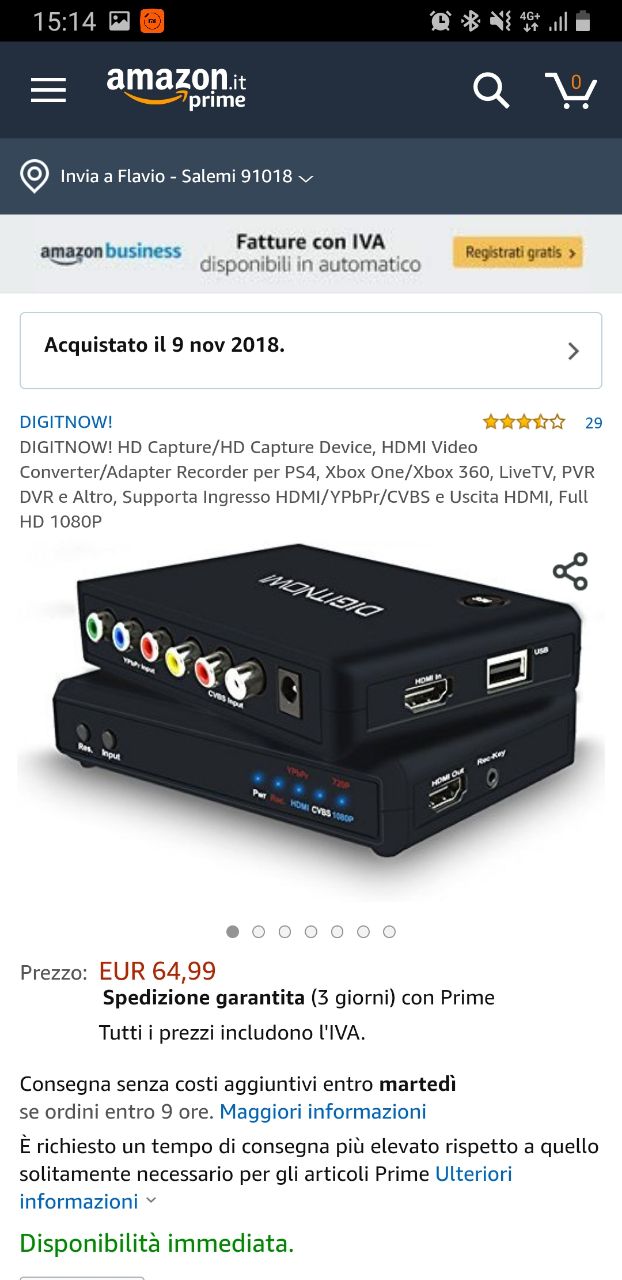 15:14
4G+
amazon.it
prime
0
Invia a Flavio - Salemi 91018
amazon business
Fatture con IVA
disponibili in automatico
Registrati gratis
Acquistato il 9 nov 2018.
DIGITNOW!
29
DIGITNOW! HD Capture/HD Capture Device, HDMI Video
Converter/Adapter Recorder per PS4, Xbox One/Xbox 360, LiveTV, PVR
DVR e Altro, Supporta Ingresso HDMI/YPbPr/CVBS e Uscita HDMI, Full
HD 1080P
DIGITNOW!
YPbPr Input
CVBS Input
HDMI In
USB
Res.
Input
YPbPr
720P
Pwr Rec. HDMI CVBS 1080P
HDMI Out
Rec-Key
Prezzo: EUR 64,99
Spedizione garantita (3 giorni) con Prime
Tutti i prezzi includono l'IVA.
Consegna senza costi aggiuntivi entro martedì
se ordini entro 9 ore. Maggiori informazioni
È richiesto un tempo di consegna più elevato rispetto a quello
solitamente necessario per gli articoli Prime Ulteriori
informazioni
Disponibilità immediata.